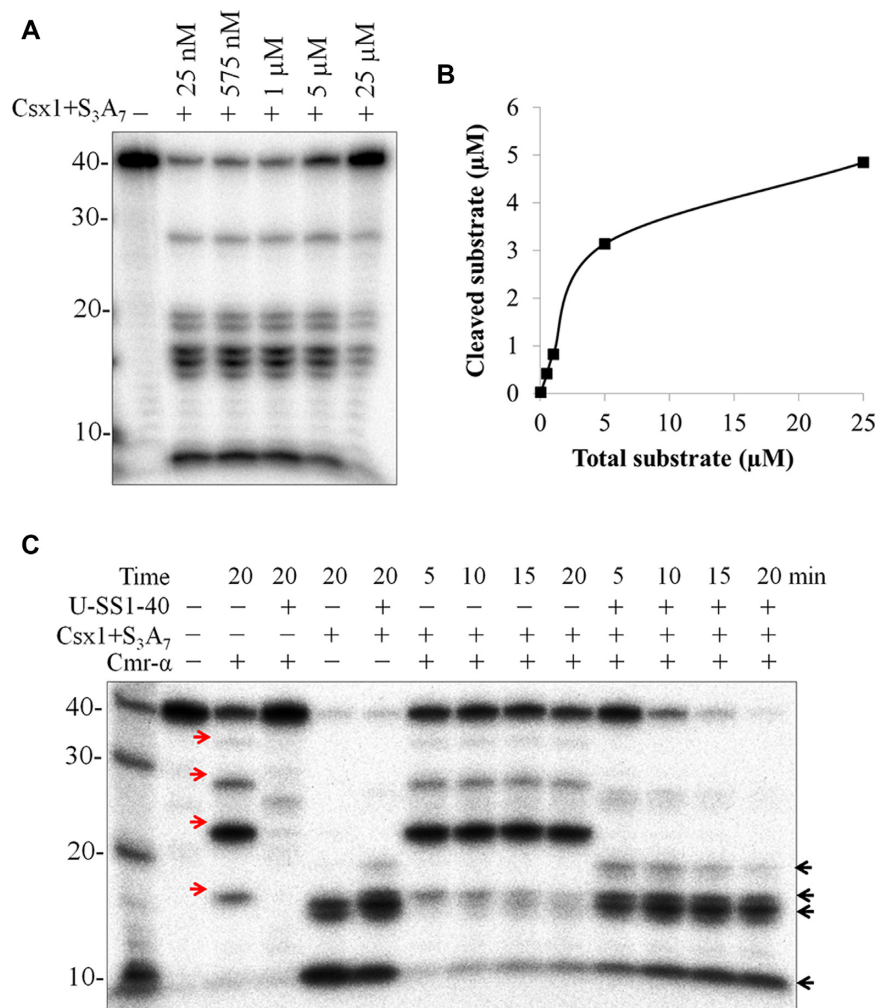 A
25 nM
575 nM
1 µM
5 µM
25 µM
Csx1+S₃A₇ – + + + + +
40-
30-
20-
10-
B
6
5
4
3
2
1
0
Cleaved substrate (µM)
0 5 10 15 20 25
Total substrate (µM)
C
Time 20 20 20 20 5 10 15 20 5 10 15 20 min
U-SS1-40 – – + – + – – – – + + + +
Csx1+S₃A₇ – – – + + + + + + + + + +
Cmr-α – + + – – + + + + + + + +
40-
30-
20-
10-